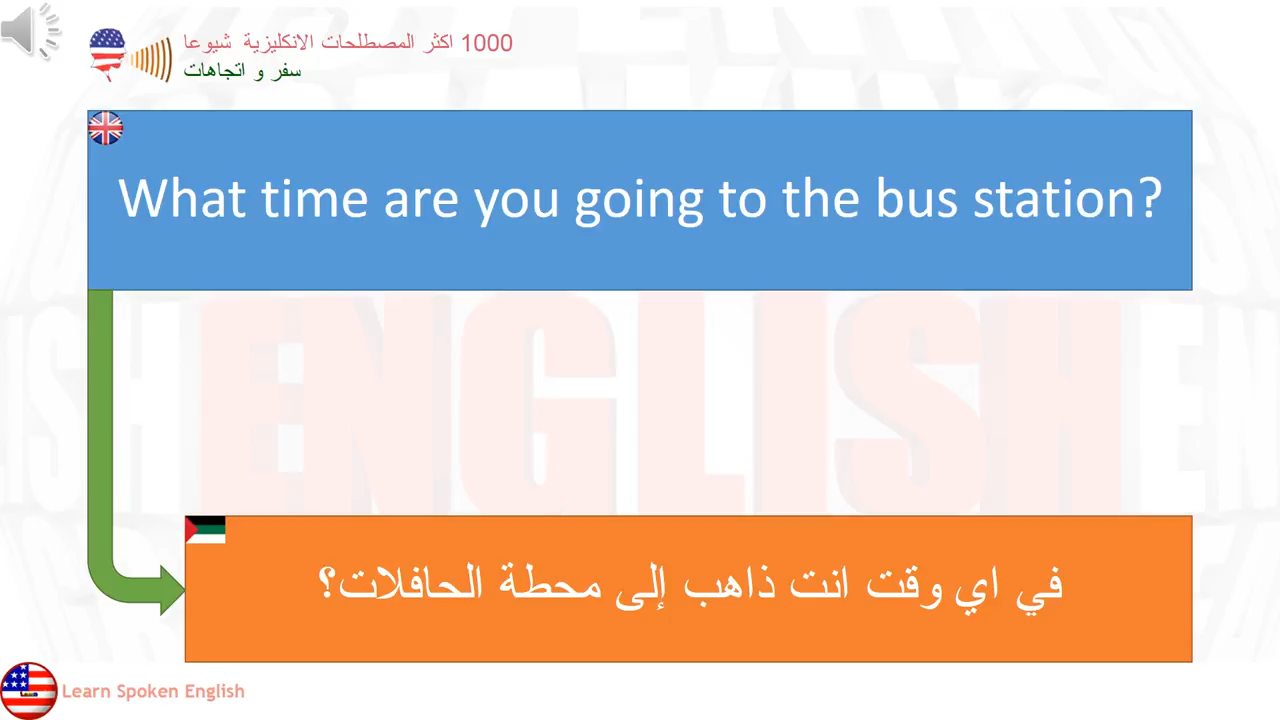 1000 اكثر المصطلحات الانكليزية شيوعا
سفر و اتجاهات
What time are you going to the bus station?
في اي وقت انت ذاهب إلى محطة الحافلات؟
Learn Spoken English